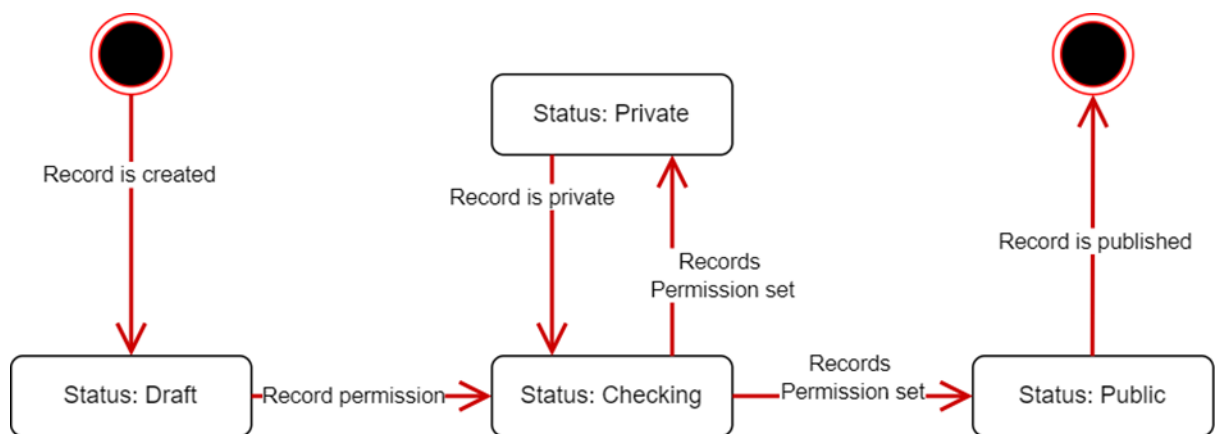 Status: Private
Record is created
Record is private
Record is published
Records
Permission set
Status: Draft
Record permission
Status: Checking
Records
Permission set
Status: Public